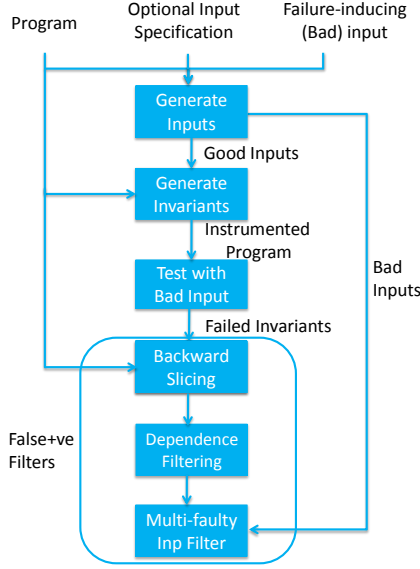 Program
Optional Input
Specification
Failure-inducing
(Bad) input
Generate
Inputs
Good Inputs
Generate
Invariants
Instrumented
Program
Test with
Bad Input
Bad
Inputs
Failed Invariants
Backward
Slicing
False+ve
Filters
Dependence
Filtering
Multi-faulty
Inp Filter